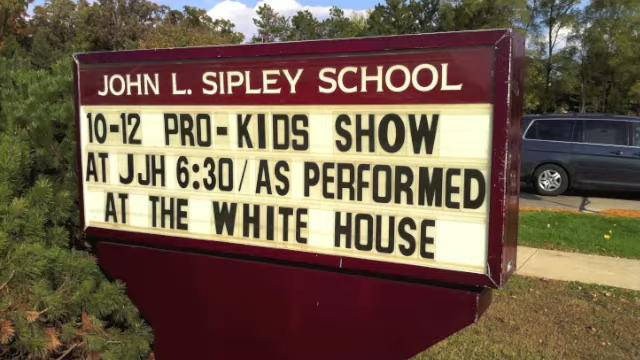 JOHN L. SIPLEY SCHOOL
10-12 PRO-KIDS SHOW
AT JJH 6:30/AS PERFORMED
AT THE WHITE HOUSE